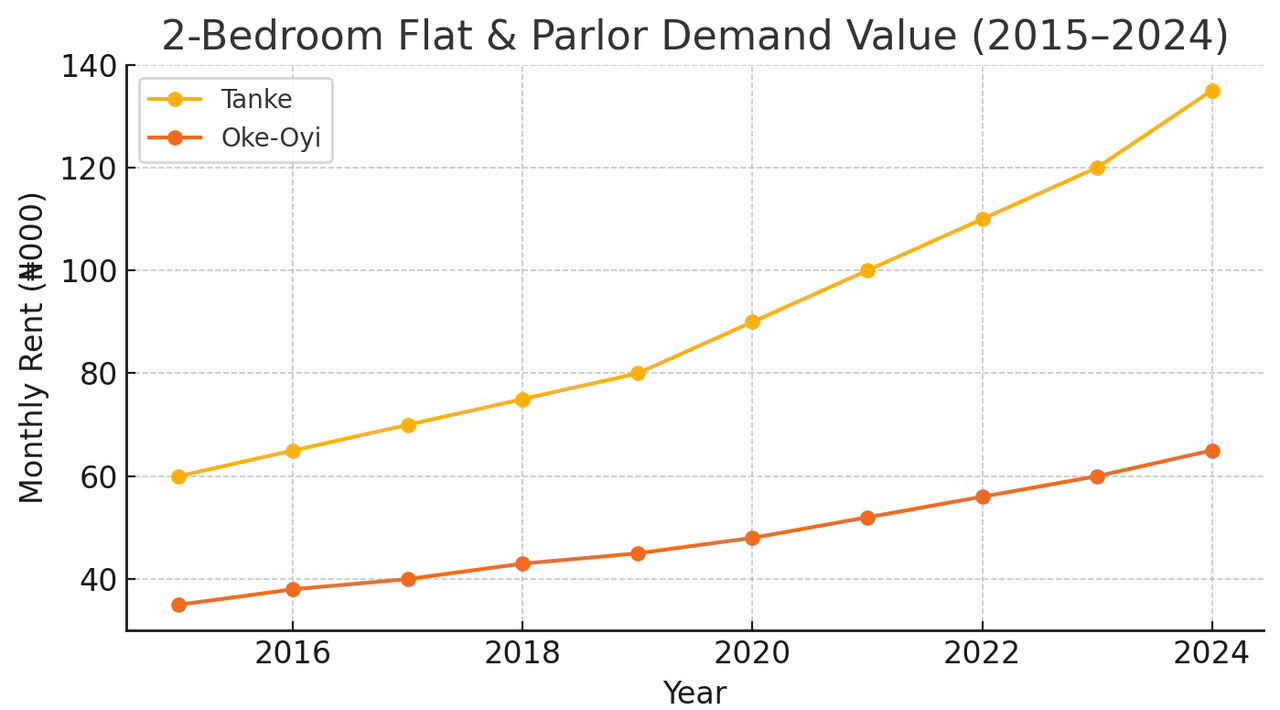 2-Bedroom Flat & Parlor Demand Value (2015–2024)
Tanke
Oke-Oyi
Monthly Rent (₦000)
140
120
100
80
60
40
2016 2018 2020 2022 2024
Year